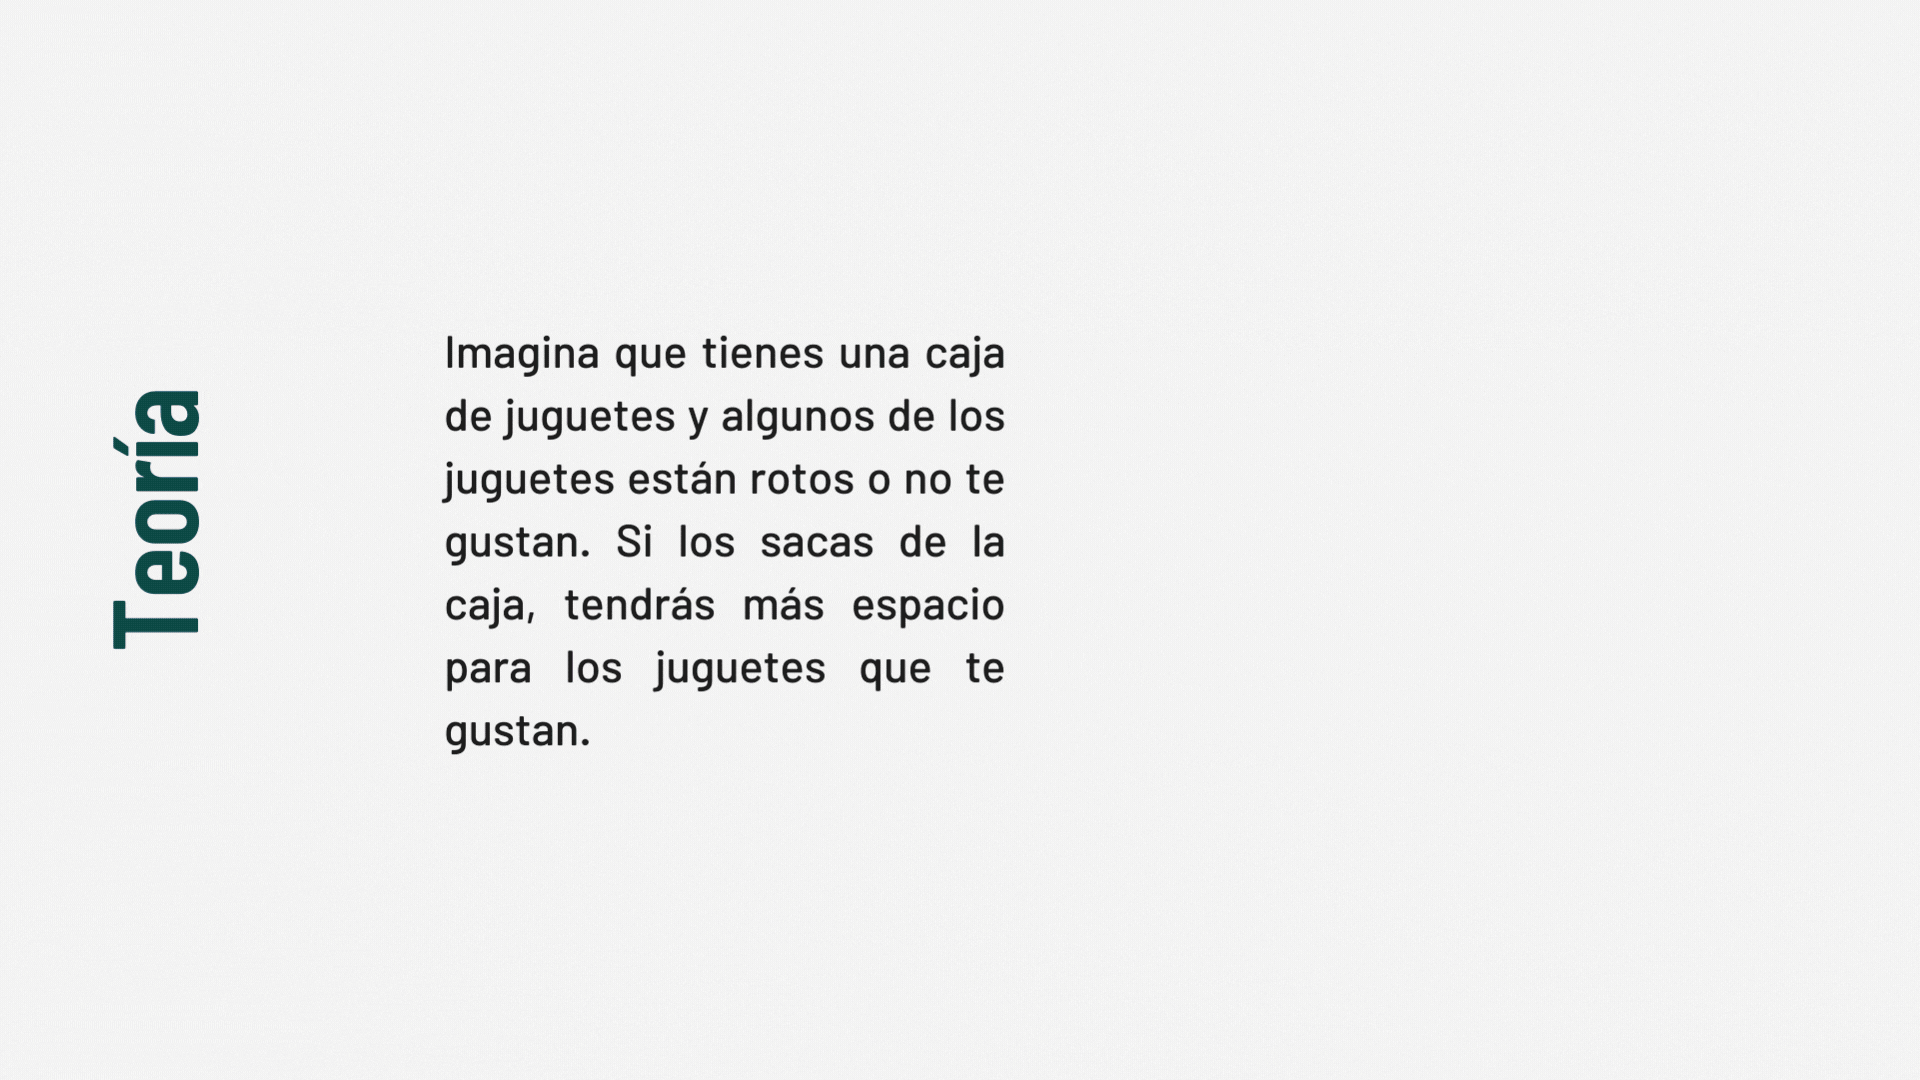 Teoría
Imagina que tienes una caja
de juguetes y algunos de los
juguetes están rotos o no te
gustan. Si los sacas de la
caja, tendrás más espacio
para los juguetes que te
gustan.